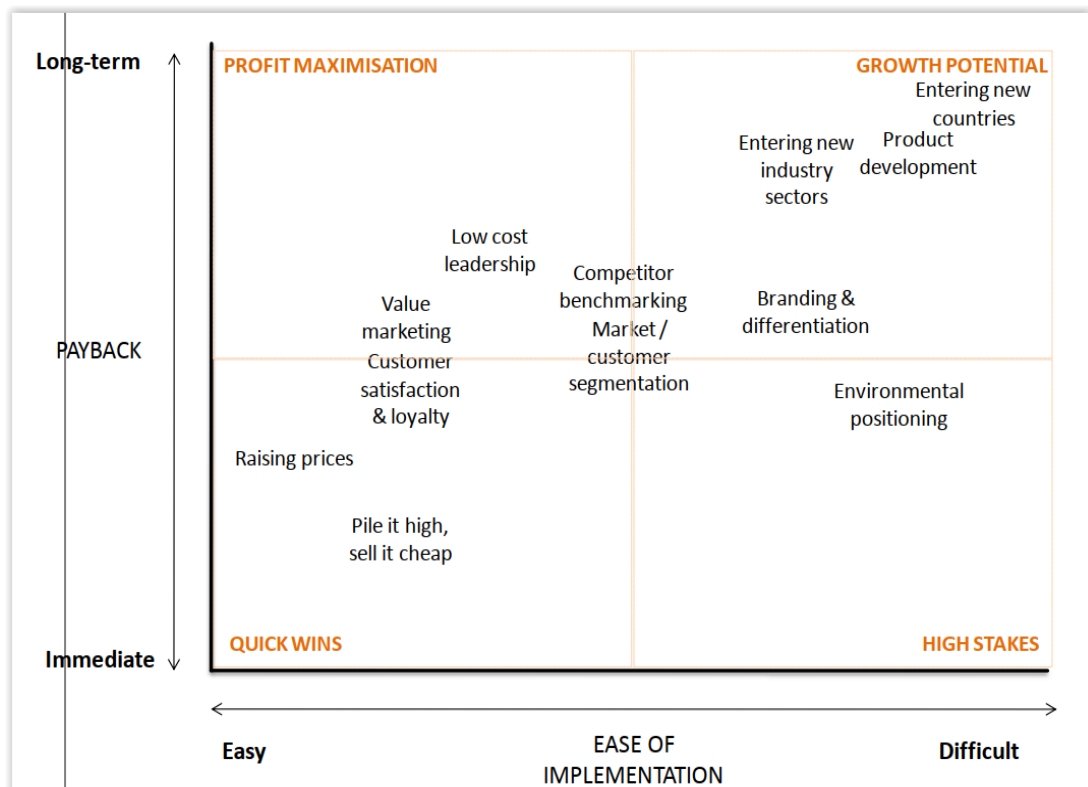 Long-term
PROFIT MAXIMISATION
GROWTH POTENTIAL
Entering new
countries
Entering new
industry
sectors
Product
development
Low cost
leadership
Competitor
benchmarking
Value
marketing
Branding &
differentiation
Market /
customer
segmentation
PAYBACK
Customer
satisfaction
& loyalty
Environmental
positioning
Raising prices
Pile it high,
sell it cheap
QUICK WINS
HIGH STAKES
Immediate
Easy
EASE OF
IMPLEMENTATION
Difficult